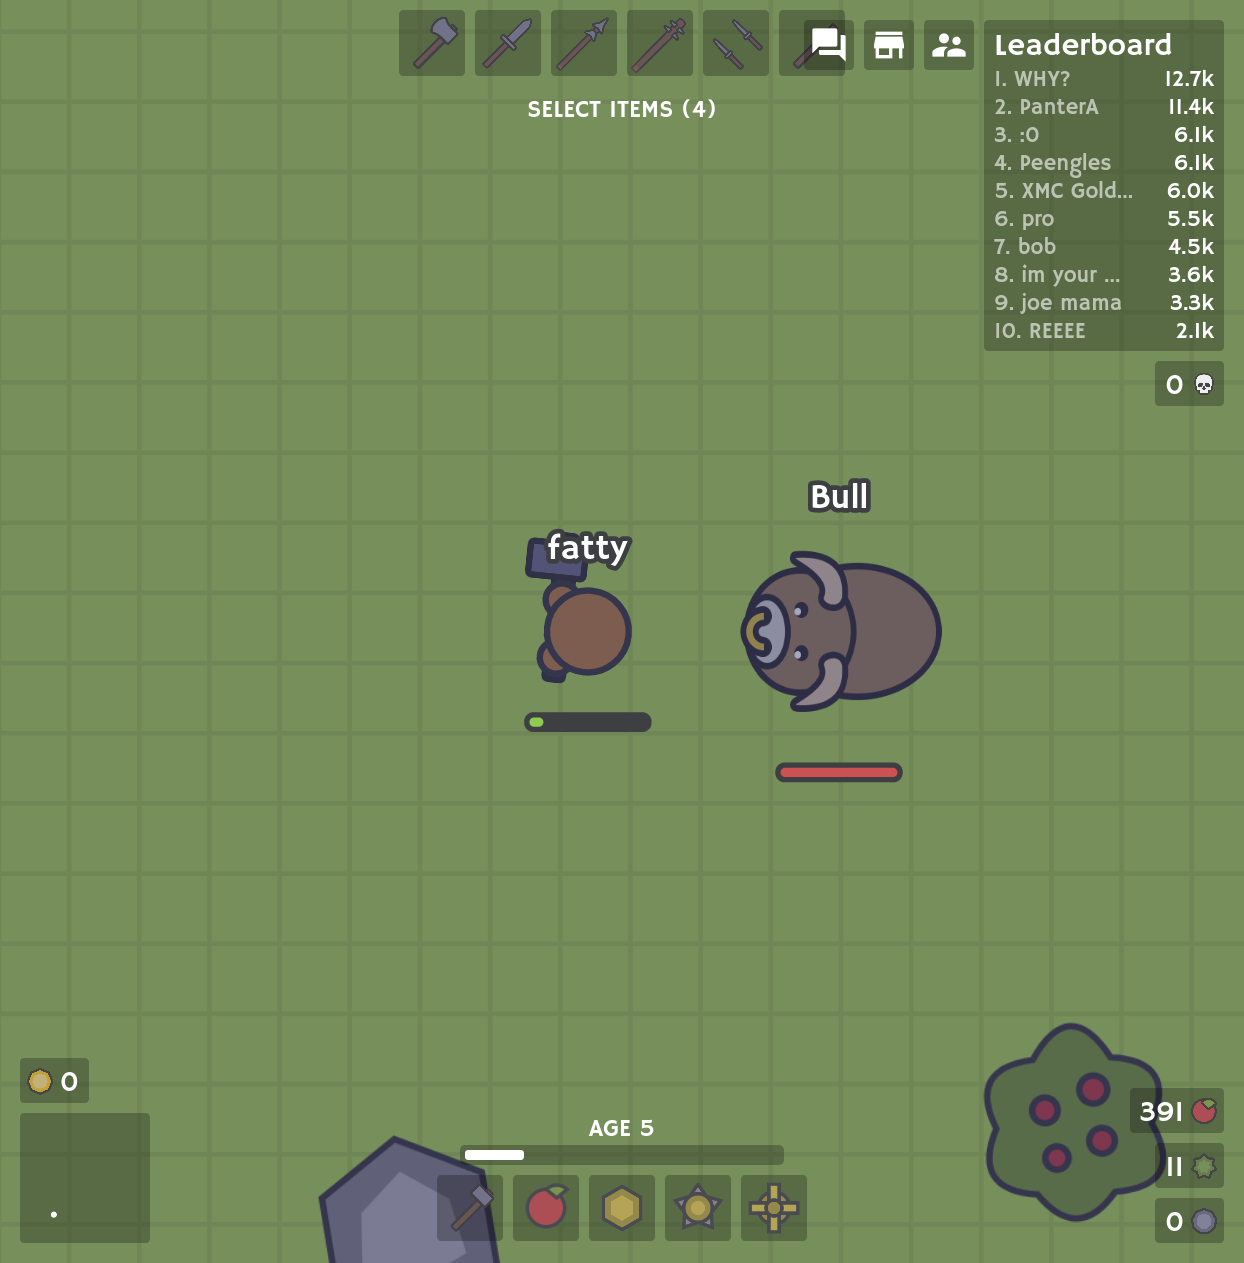 SELECT ITEMS (4)
Leaderboard
1. WHY? 12.7k
2. PanterA 11.4k
3. :0 6.1k
4. Peengles 6.1k
5. XMC Gold... 6.0k
6. pro 5.5k
7. bob 4.5k
8. im your ... 3.6k
9. joe mama 3.3k
10. REEEE 2.1k
0
Bull
fatty
0
AGE 5
391
11
0